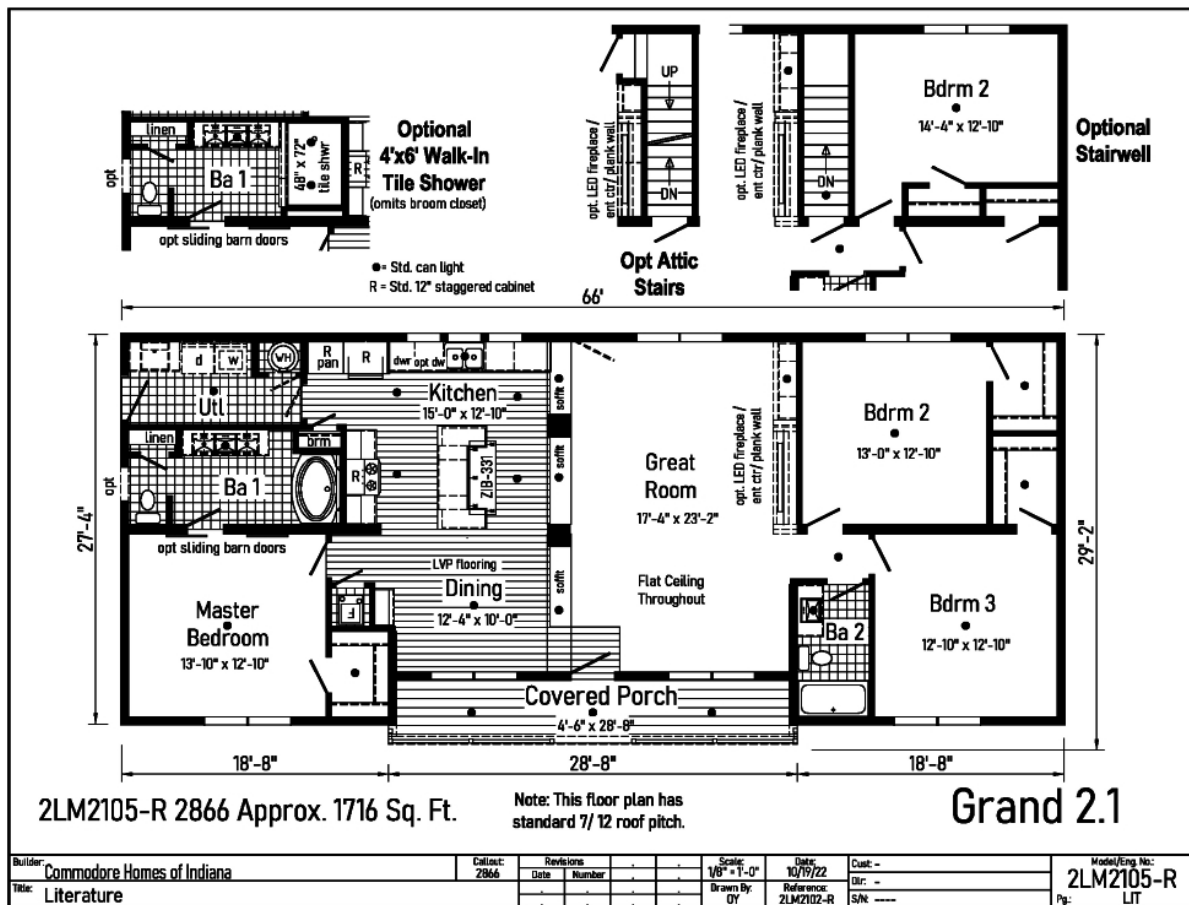 linen
opt
Ba 1
48" x 72"
tile shwr
R
opt sliding barn doors
Optional
4'x6' Walk-In
Tile Shower
(omits broom closet)
●= Std. can light
R = Std. 12" staggered cabinet
opt. LED fireplace /
ent ctr/ plank wall
UP
DN
Opt Attic
Stairs
opt. LED fireplace /
ent ctr/ plank wall
DN
Bdrm 2
14'-4" x 12'-10"
Optional
Stairwell
66'
27'-4"
29'-2"
d
w
WH
Utl
R
pan
R
dwr
opt dw
Kitchen
15'-0" x 12'-10"
soffit
soffit
soffit
linen
opt
Ba 1
brm
R
ZIB-331
opt sliding barn doors
Master
Bedroom
13'-10" x 12'-10"
F
LVP flooring
Dining
12'-4" x 10'-0"
Great
Room
17'-4" x 23'-2"
Flat Ceiling
Throughout
opt. LED fireplace /
ent ctr/ plank wall
Bdrm 2
13'-0" x 12'-10"
Ba 2
Bdrm 3
12'-10" x 12'-10"
Covered Porch
4'-6" x 28'-8"
18'-8"
28'-8"
18'-8"
2LM2105-R 2866 Approx. 1716 Sq. Ft.
Note: This floor plan has
standard 7/12 roof pitch.
Grand 2.1
Builder:
Commodore Homes of Indiana
Title:
Literature
Callout:
2866
Revisions
Date Number
Scale:
1/8" = 1'-0"
Drawn By:
OY
Date:
10/19/22
Reference:
2LM2102-R
Cust: -
Dlr: -
S/N: ----
Model/Eng. No.:
2LM2105-R
Pg.: LIT